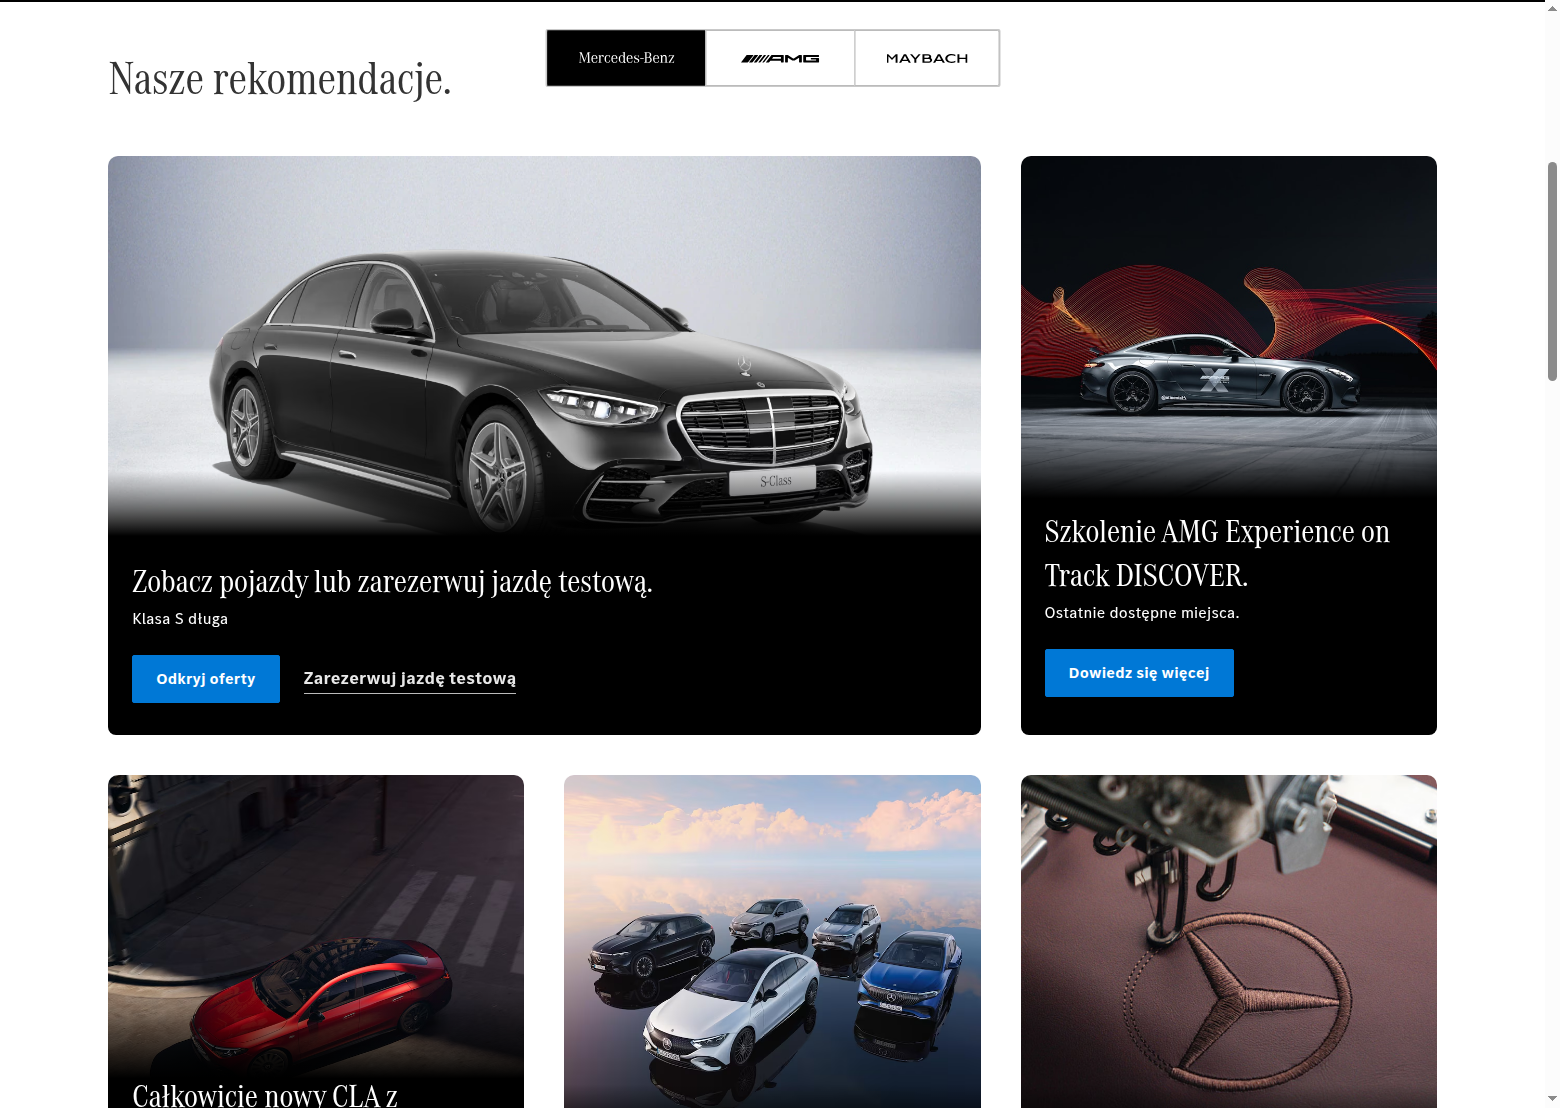 Nasze rekomendacje.
Mercedes-Benz
AMG
MAYBACH
S-Class
Zobacz pojazdy lub zarezerwuj jazdę testową.
Klasa S długa
Odkryj oferty
Zarezerwuj jazdę testową
Szkolenie AMG Experience on
Track DISCOVER.
Ostatnie dostępne miejsca.
Dowiedz się więcej
Całkowicie nowy CLA z